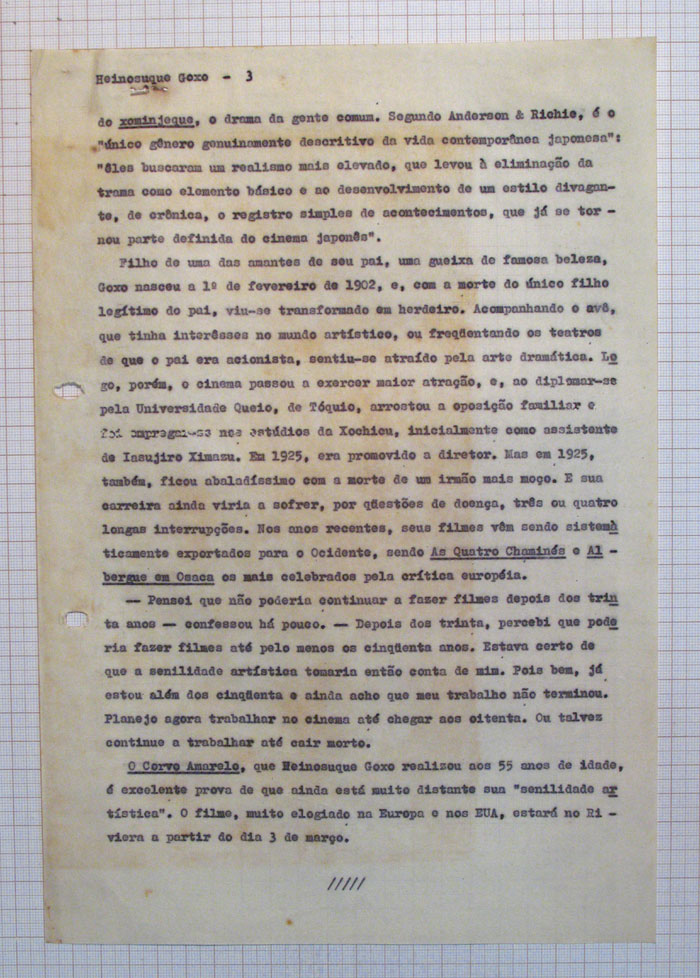 Heinosuque Goxo - 3
do xominjeque, o drama da gente comum. Segundo Anderson & Richie, é o
"único gênero genuinamente descritivo da vida contemporânea japonesa":
"êles buscaram um realismo mais elevado, que levou à eliminação da
trama como elemento básico e ao desenvolvimento de um estilo divagan-
te, de crônica, o registro simples de acontecimentos, que já se tor -
nou parte definida do cinema japonês".
Filho de uma das amantes de seu pai, uma gueixa de famosa beleza,
Goxo nasceu a 1º de fevereiro de 1902, e, com a morte do único filho
legítimo do pai, viu-se transformado em herdeiro. Acompanhando o avô,
que tinha interêsses no mundo artístico, ou freqüentando os teatros
de que o pai era acionista, sentiu-se atraído pela arte dramática. Lo
go, porém, o cinema passou a exercer maior atração, e, ao diplomar-se
pela Universidade Queio, de Tóquio, arrostou a oposição familiar e
foi empregar-se nos estúdios da Xochicu, inicialmente como assistente
de Iasujiro Ximazu. Em 1925, era promovido a diretor. Mas em 1925,
também, ficou abaladíssimo com a morte de um irmão mais moço. E sua
carreira ainda viria a sofrer, por qüestões de doença, três ou quatro
longas interrupções. Nos anos recentes, seus filmes vêm sendo sistemà
ticamente exportados para o Ocidente, sendo As Quatro Chaminés e Al -
bergue em Osaca os mais celebrados pela crítica européia.
— Pensei que não poderia continuar a fazer filmes depois dos trin
ta anos — confessou há pouco. — Depois dos trinta, percebi que pode
ria fazer filmes até pelo menos os cinqüenta anos. Estava certo de
que a senilidade artística tomaria então conta de mim. Pois bem, já
estou além dos cinqüenta e ainda acho que meu trabalho não terminou.
Planejo agora trabalhar no cinema até chegar aos oitenta. Ou talvez
continue a trabalhar até cair morto.
O Corvo Amarelo, que Heinosuque Goxo realizou aos 55 anos de idade,
é excelente prova de que ainda está muito distante sua "senilidade ar
tística". O filme, muito elogiado na Europa e nos EUA, estará no Ri -
viera a partir do dia 3 de março.
/////